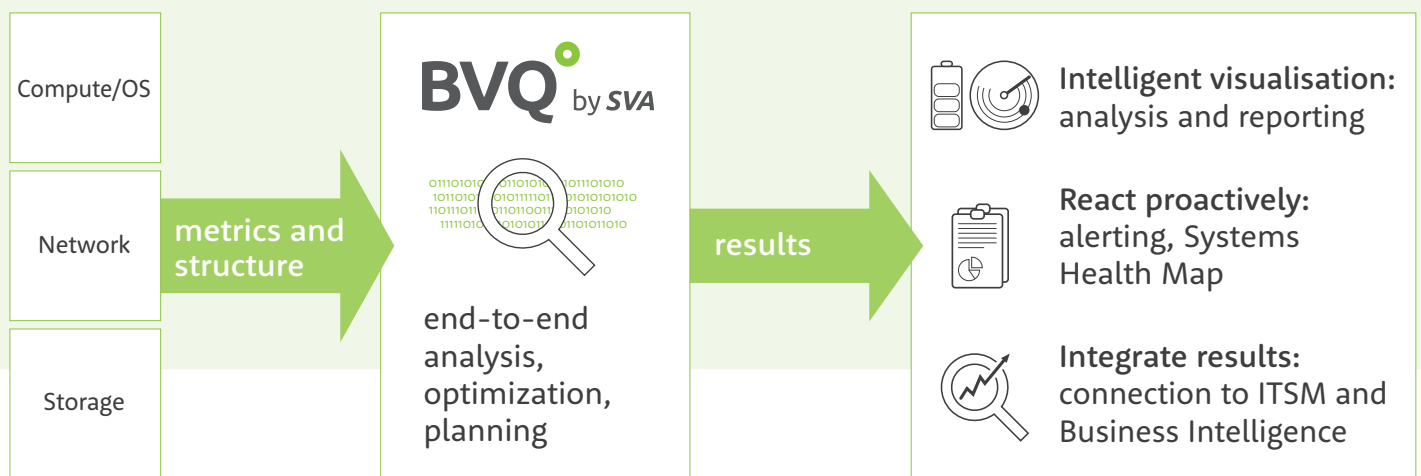 Compute/OS
Network
Storage
metrics and
structure
BVQ by SVA
end-to-end
analysis,
optimization,
planning
results
Intelligent visualisation:
analysis and reporting
React proactively:
alerting, Systems
Health Map
Integrate results:
connection to ITSM and
Business Intelligence